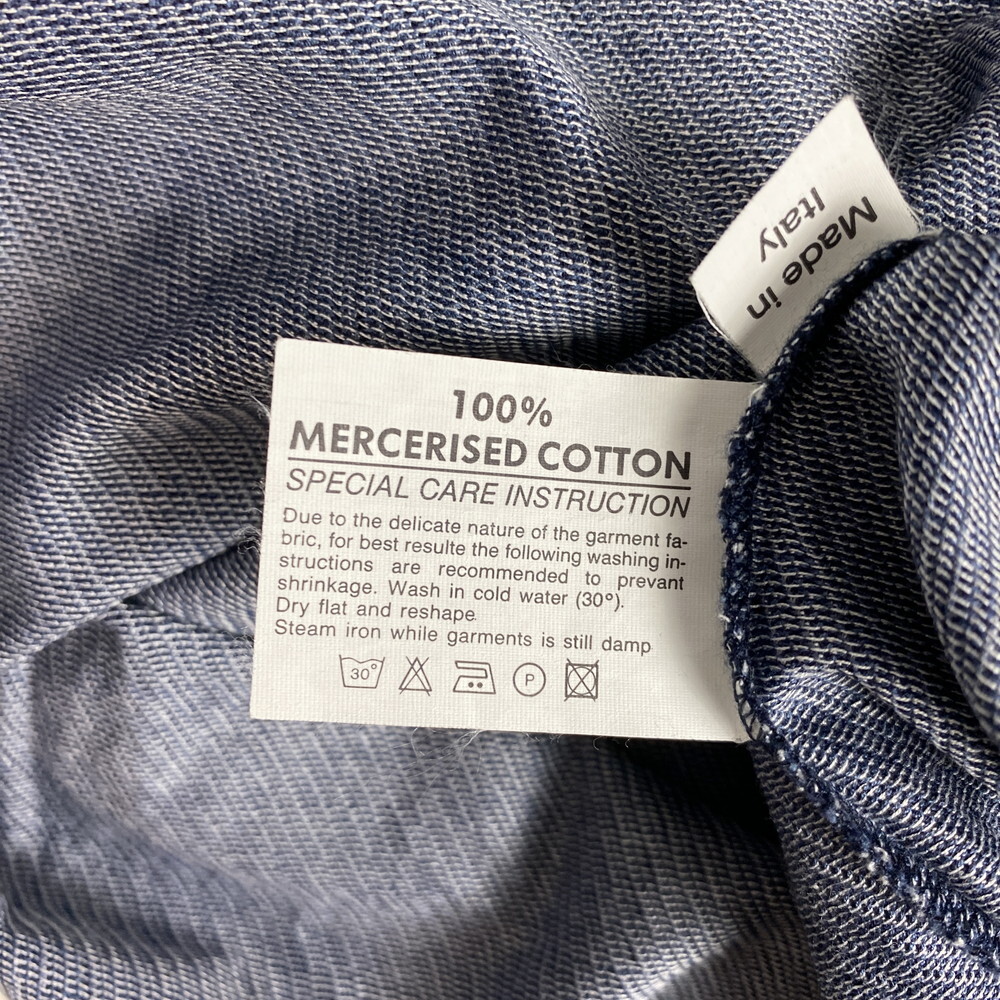 100%
MERCERISED COTTON
SPECIAL CARE INSTRUCTION
Due to the delicate nature of the garment fa-
bric, for best resulte the following washing in-
structions are recommended to prevant
shrinkage. Wash in cold water (30°).
Dry flat and reshape
Steam iron while garments is still damp
30° P
Made in
Italy